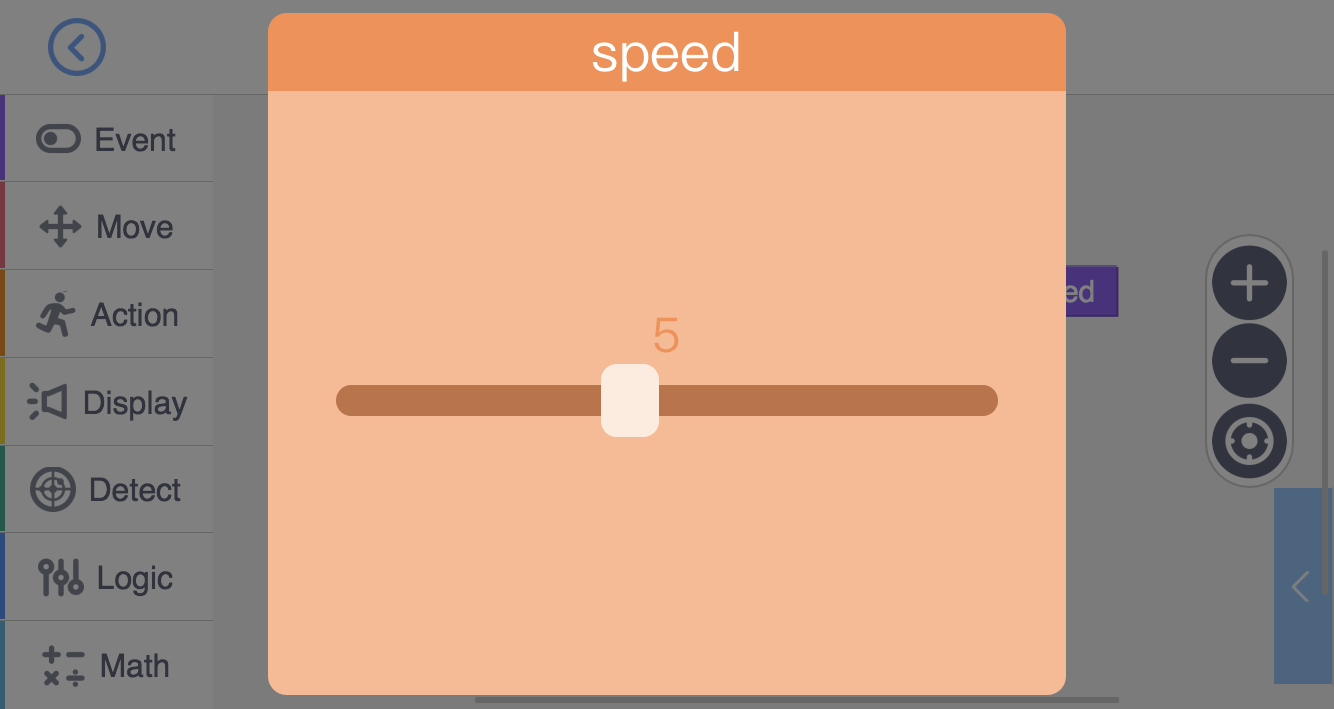 speed
Event
Move
Action
Display
Detect
Logic
Math
5